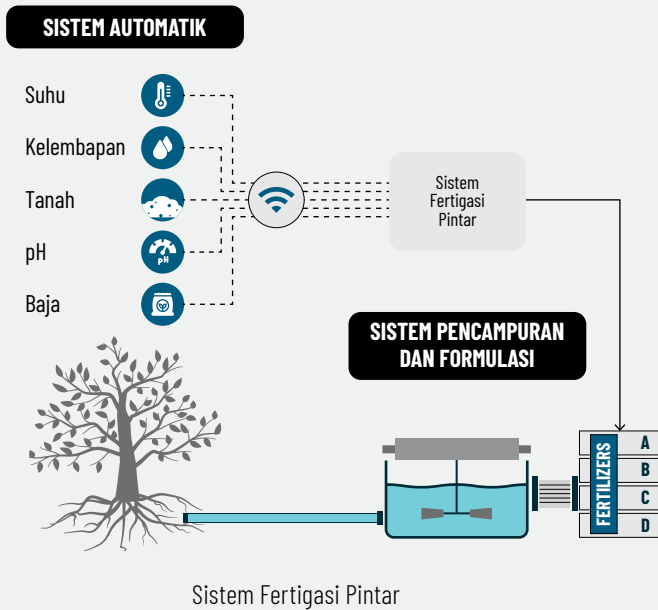 SISTEM AUTOMATIK
Suhu
Kelembapan
Tanah
pH
pH
Baja
Sistem
Fertigasi
Pintar
SISTEM PENCAMPURAN
DAN FORMULASI
FERTILIZERS
A
B
C
D
Sistem Fertigasi Pintar